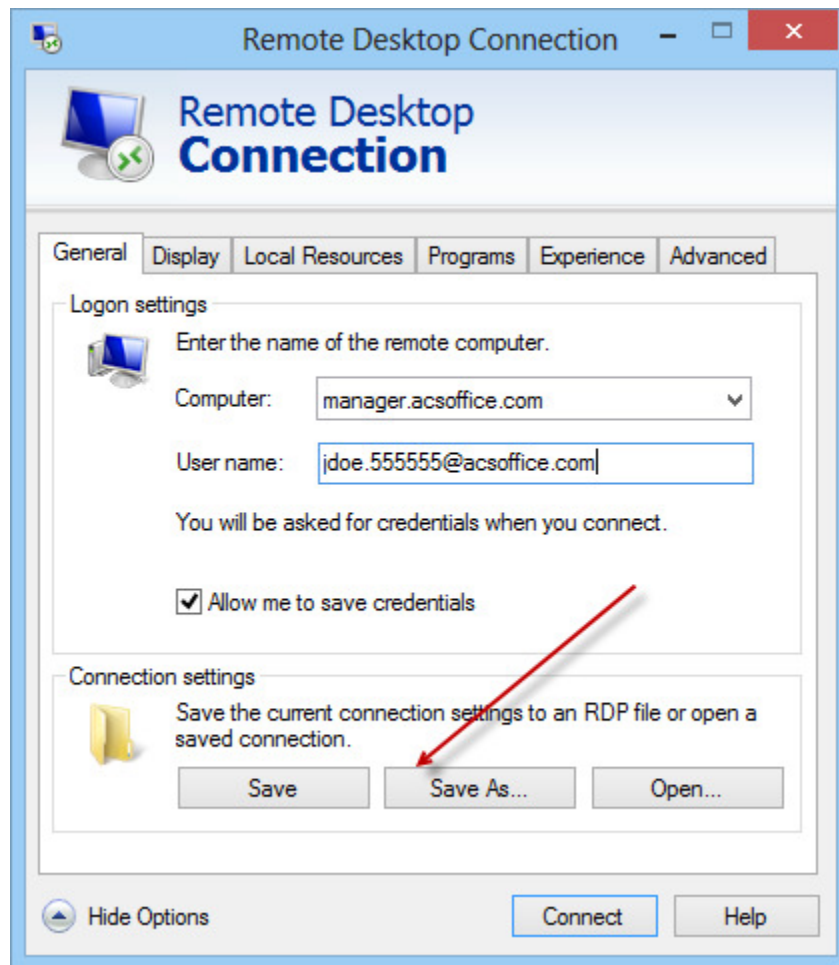 Remote Desktop Connection
Remote Desktop
Connection
General Display Local Resources Programs Experience Advanced
Logon settings
Enter the name of the remote computer.
Computer: manager.acsoffice.com
User name: jdoe.555555@acsoffice.com
You will be asked for credentials when you connect.
Allow me to save credentials
Connection settings
Save the current connection settings to an RDP file or open a
saved connection.
Save Save As... Open...
Hide Options Connect Help